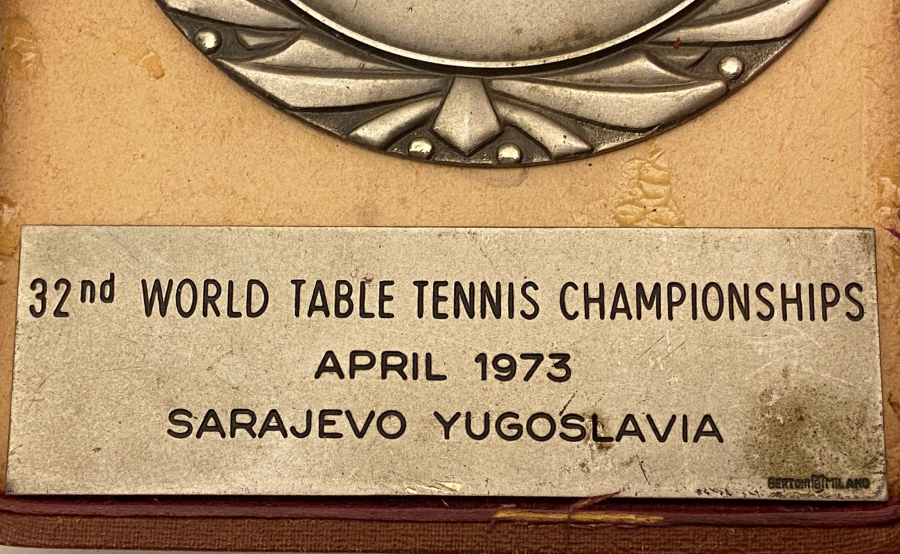 32nd WORLD TABLE TENNIS CHAMPIONSHIPS
APRIL 1973
SARAJEVO YUGOSLAVIA
BERTONI MILANO